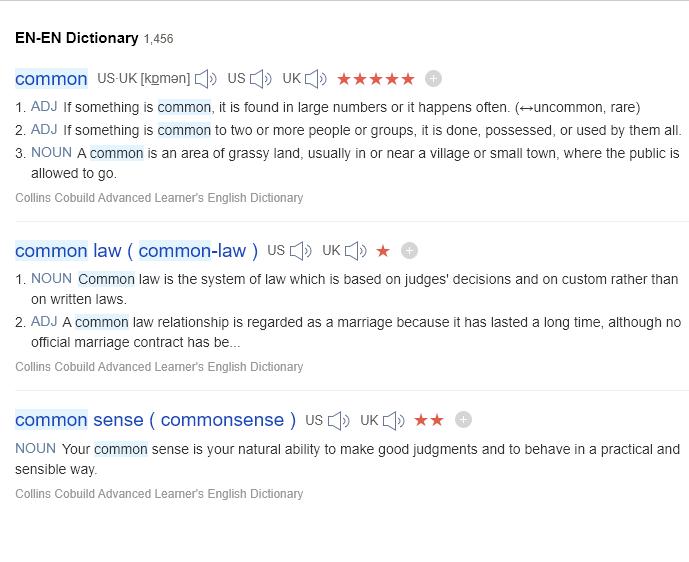 EN-EN Dictionary 1,456
common US·UK [kɒmən] US UK ★★★★★ +
1. ADJ If something is common, it is found in large numbers or it happens often. (↔uncommon, rare)
2. ADJ If something is common to two or more people or groups, it is done, possessed, or used by them all.
3. NOUN A common is an area of grassy land, usually in or near a village or small town, where the public is
allowed to go.
Collins Cobuild Advanced Learner's English Dictionary
common law ( common-law ) US UK ★ +
1. NOUN Common law is the system of law which is based on judges' decisions and on custom rather than
on written laws.
2. ADJ A common law relationship is regarded as a marriage because it has lasted a long time, although no
official marriage contract has be...
Collins Cobuild Advanced Learner's English Dictionary
common sense ( commonsense ) US UK ★★ +
NOUN Your common sense is your natural ability to make good judgments and to behave in a practical and
sensible way.
Collins Cobuild Advanced Learner's English Dictionary